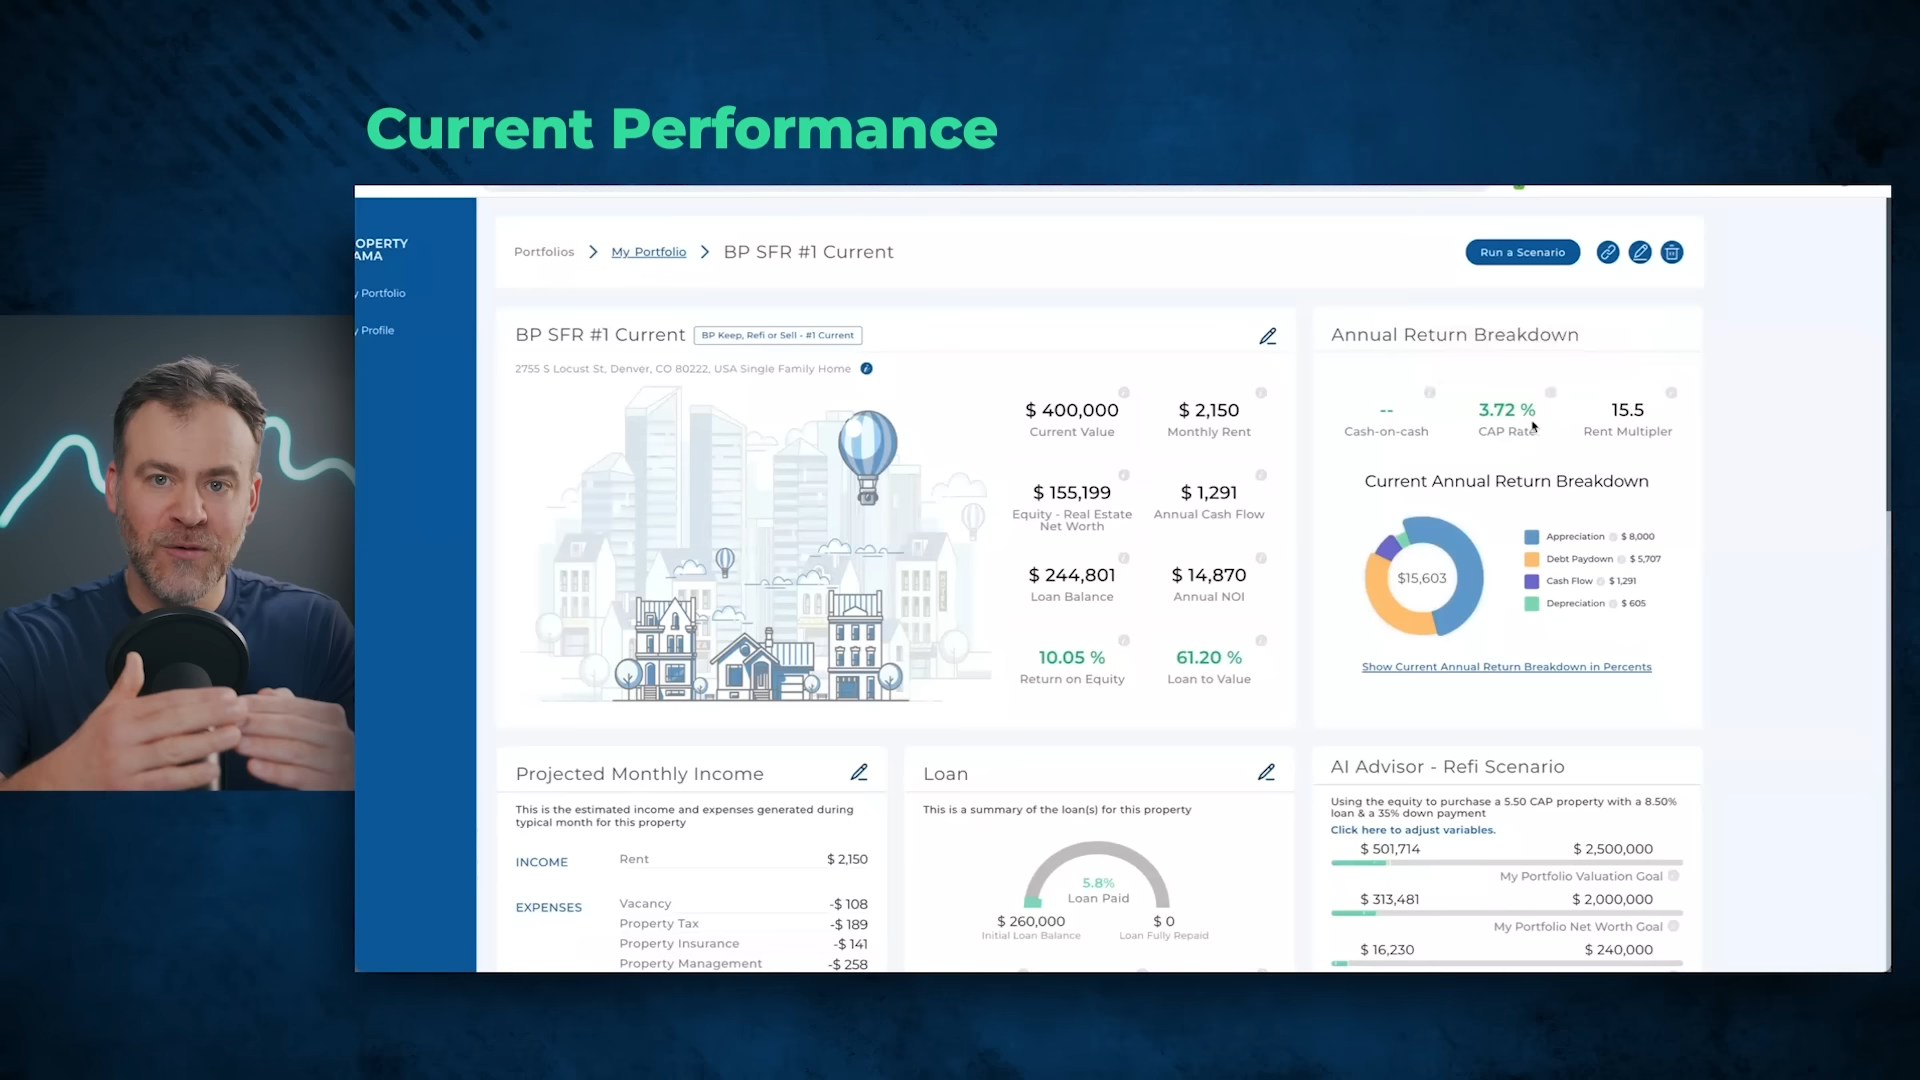 Current Performance
OPERTY
AMA
y Portfolio
y Profile
Portfolios
My Portfolio
BP SFR #1 Current
Run a Scenario
BP SFR #1 Current
BP Keep, Refi or Sell - #1 Current
2755 S Locust St, Denver, CO 80222, USA Single Family Home
$ 400,000
Current Value
$ 2,150
Monthly Rent
$ 155,199
Equity - Real Estate
Net Worth
$ 1,291
Annual Cash Flow
$ 244,801
Loan Balance
$ 14,870
Annual NOI
10.05 %
Return on Equity
61.20 %
Loan to Value
Annual Return Breakdown
--
Cash-on-cash
3.72 %
CAP Rate
15.5
Rent Multipler
Current Annual Return Breakdown
$15,603
Appreciation $ 8,000
Debt Paydown $ 5,707
Cash Flow $ 1,291
Depreciation $ 605
Show Current Annual Return Breakdown in Percents
Projected Monthly Income
This is the estimated income and expenses generated during
typical month for this property
INCOME
Rent $ 2,150
EXPENSES
Vacancy -$ 108
Property Tax -$ 189
Property Insurance -$ 141
Property Management -$ 258
Loan
This is a summary of the loan(s) for this property
5.8%
Loan Paid
$ 260,000
Initial Loan Balance
$ 0
Loan Fully Repaid
AI Advisor - Refi Scenario
Using the equity to purchase a 5.50 CAP property with a 8.50%
loan & a 35% down payment
Click here to adjust variables.
$ 501,714 $ 2,500,000
My Portfolio Valuation Goal
$ 313,481 $ 2,000,000
My Portfolio Net Worth Goal
$ 16,230 $ 240,000